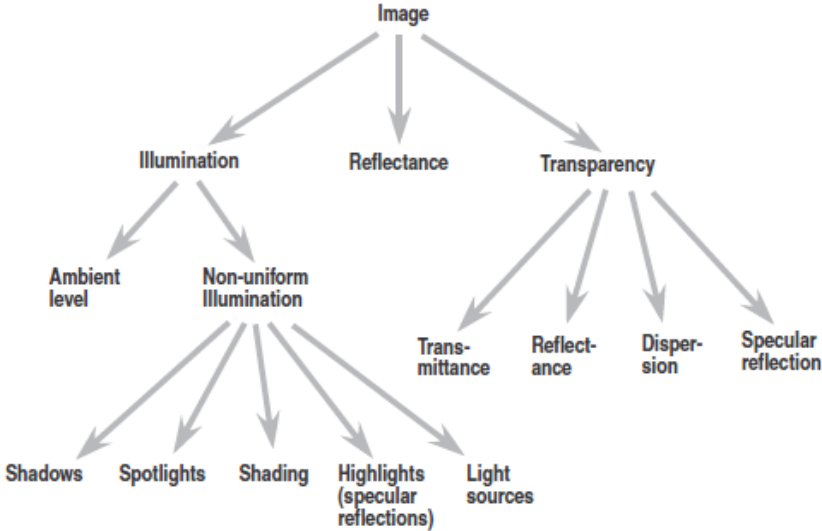 Image
Illumination
Reflectance
Transparency
Ambient
level
Non-uniform
Illumination
Trans-
mittance
Reflect-
ance
Disper-
sion
Specular
reflection
Shadows
Spotlights
Shading
Highlights
(specular
reflections)
Light
sources